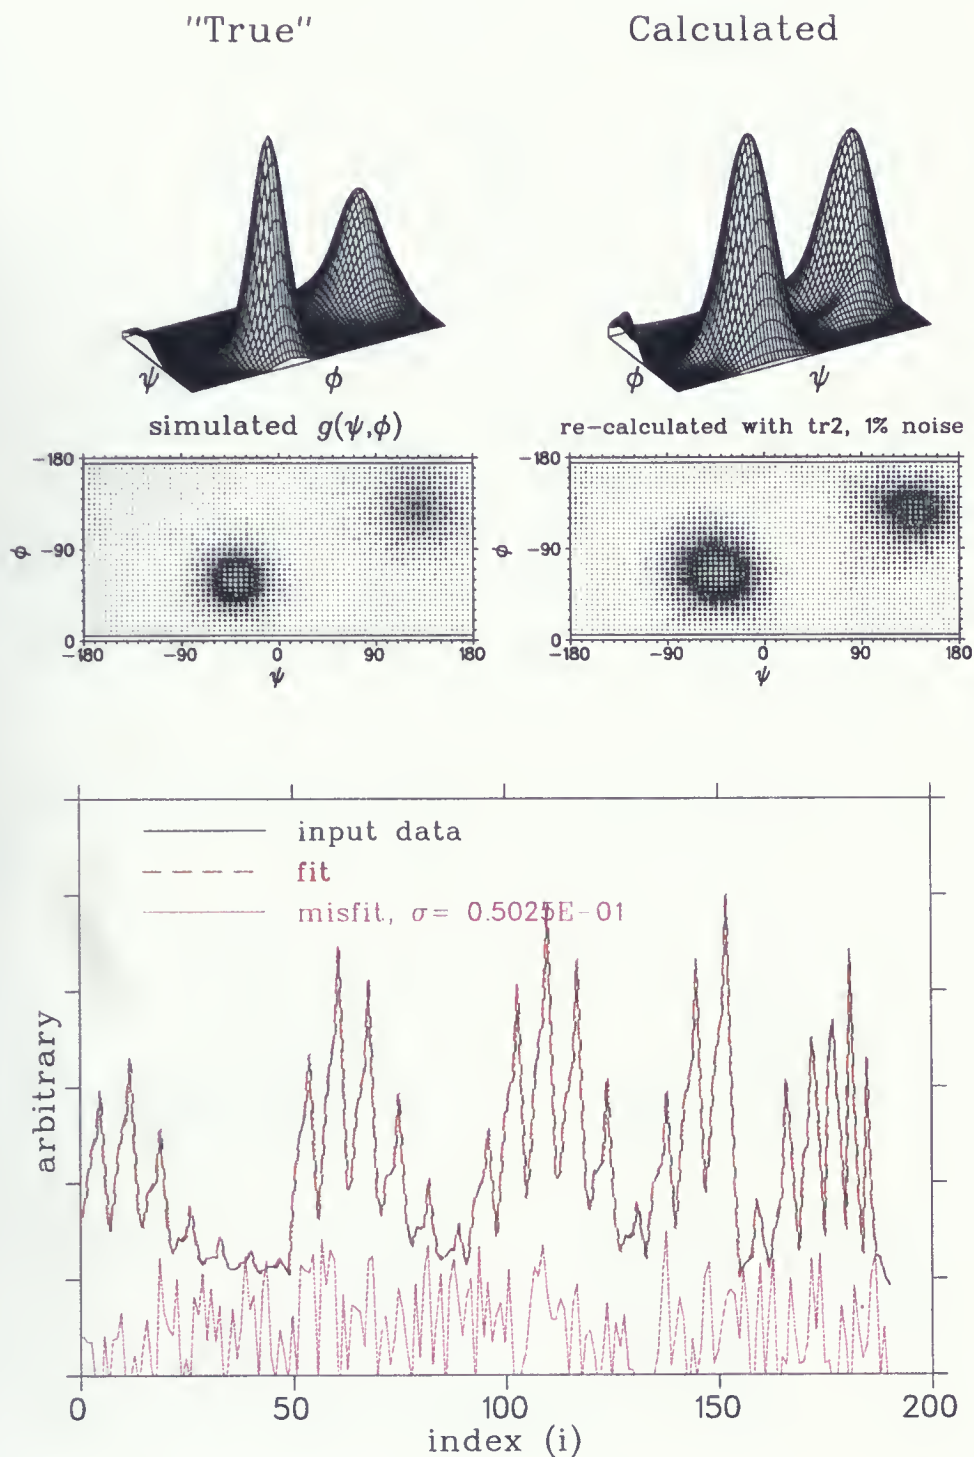 "True" Calculated
ψ φ φ ψ
simulated g(ψ,φ) re-calculated with tr2, 1% noise
-180 -180
φ -90 φ -90
0 0
-180 -90 0 90 180 -180 -90 0 90 180
ψ ψ
input data
fit
misfit, σ= 0.5025E-01
arbitrary
0 50 100 150 200
index (i)